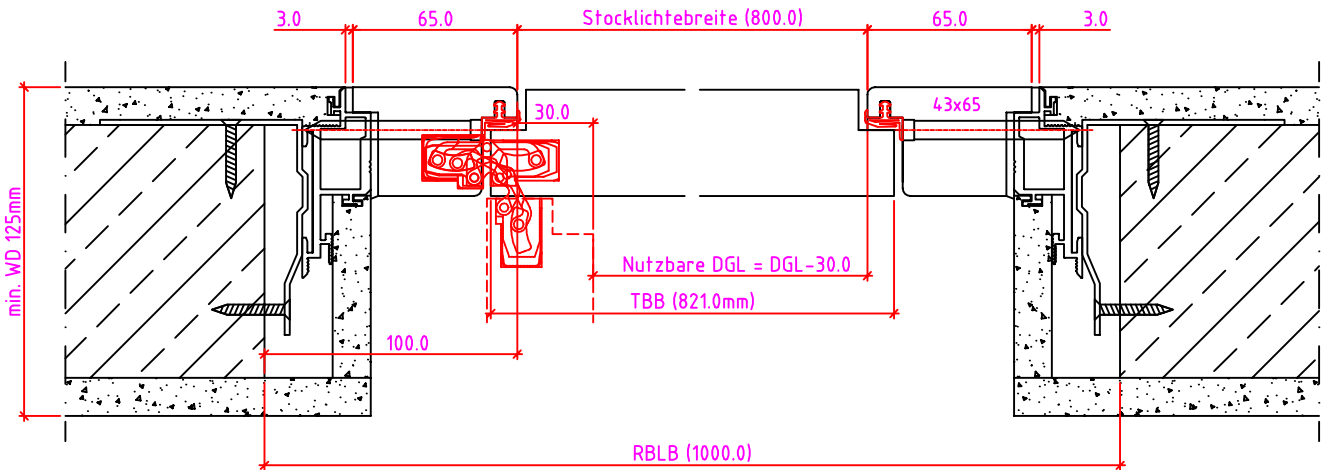 3.0
65.0
Stocklichtebreite (800.0)
65.0
3.0
30.0
43x65
min. WD 125mm
Nutzbare DGL = DGL-30.0
TBB (821.0mm)
100.0
RBLB (1000.0)